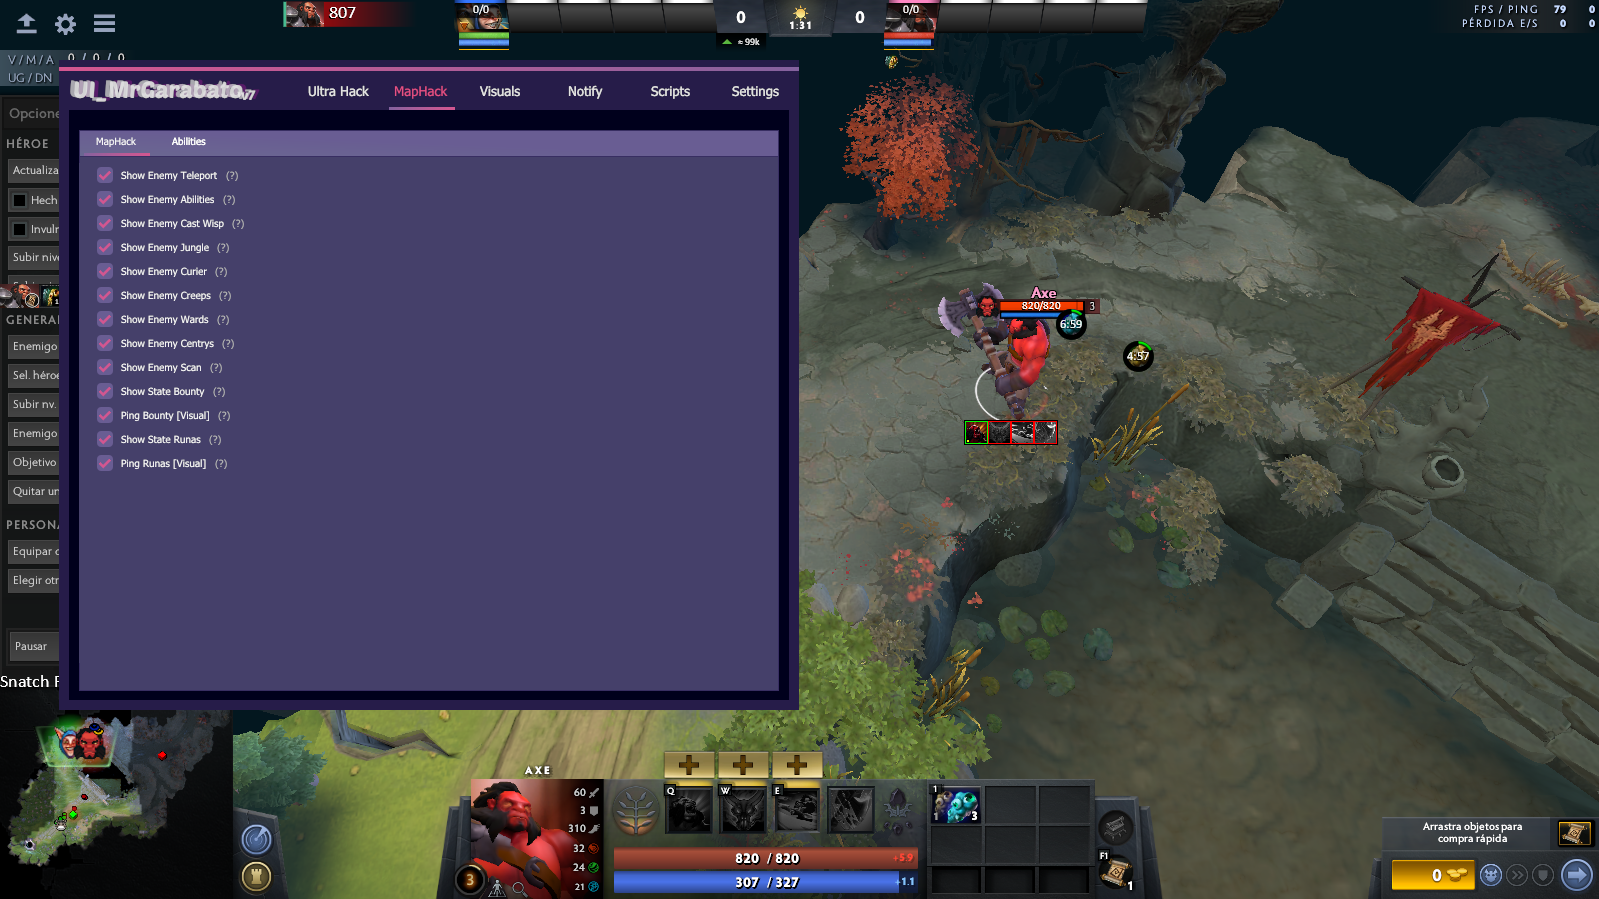 807
0/0
0
1:31
0
0/0
≈ 99k
FPS / PING 79 0
PÉRDIDA E/S 0 0
V / M / A 0 / 0 / 0
UG / DN
UI_MrGarabato
Ultra Hack
MapHack
Visuals
Notify
Scripts
Settings
MapHack
Abilities
Show Enemy Teleport (?)
Show Enemy Abilities (?)
Show Enemy Cast Wisp (?)
Show Enemy Jungle (?)
Show Enemy Curier (?)
Show Enemy Creeps (?)
Show Enemy Wards (?)
Show Enemy Centrys (?)
Show Enemy Scan (?)
Show State Bounty (?)
Ping Bounty [Visual] (?)
Show State Runas (?)
Ping Runas [Visual] (?)
Opcione
HÉROE
Actualiza
Hech
Invuln
Subir nive
GENERAL
Enemigo
Sel. héroe
Subir nv.
Enemigo
Objetivo
Quitar un
PERSONA
Equipar
Elegir otr
Pausar
Snatch
Axe
820/820 3
6:59
4:57
AXE
60
3
310
32
24
21
3
Q
W
E
820 / 820 +5.9
307 / 327 +1.1
1
1 3
F1
1
Arrastra objetos para
compra rápida
0